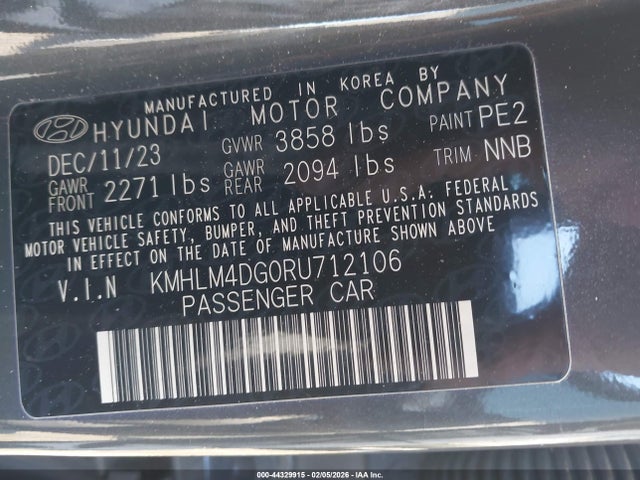 MANUFACTURED IN KOREA BY
HYUNDAI MOTOR COMPANY
DEC/11/23 GVWR 3858 lbs PAINT PE2
GAWR FRONT 2271 lbs GAWR REAR 2094 lbs TRIM NNB
THIS VEHICLE CONFORMS TO ALL APPLICABLE U.S.A. FEDERAL
MOTOR VEHICLE SAFETY, BUMPER, AND THEFT PREVENTION STANDARDS
IN EFFECT ON THE DATE OF MANUFACTURE SHOWN ABOVE
V.I.N KMHLM4DG0RU712106
PASSENGER CAR
000-44329915 - 02/05/2026 - IAA Inc.